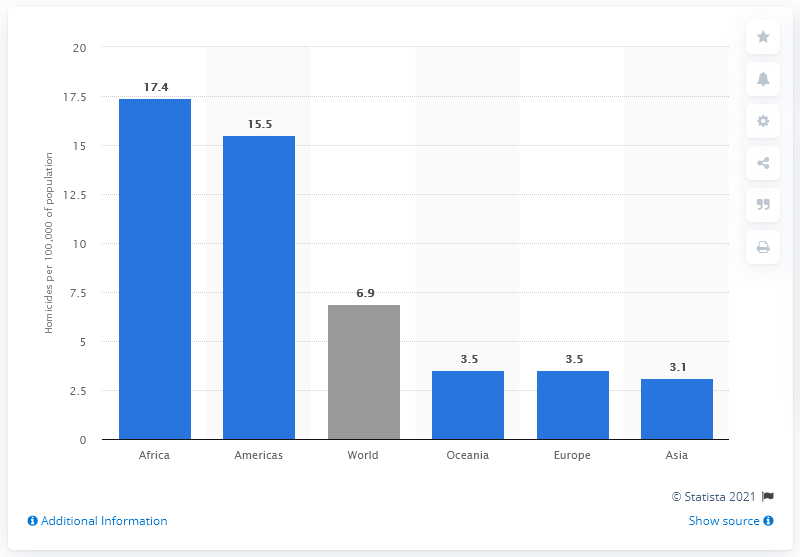 Homicides per 100,000 of population
20
17.5
15
12.5
10
7.5
5
2.5
0
17.4
15.5
6.9
3.5
3.5
3.1
Africa
Americas
World
Oceania
Europe
Asia
© Statista 2021
Additional Information
Show source